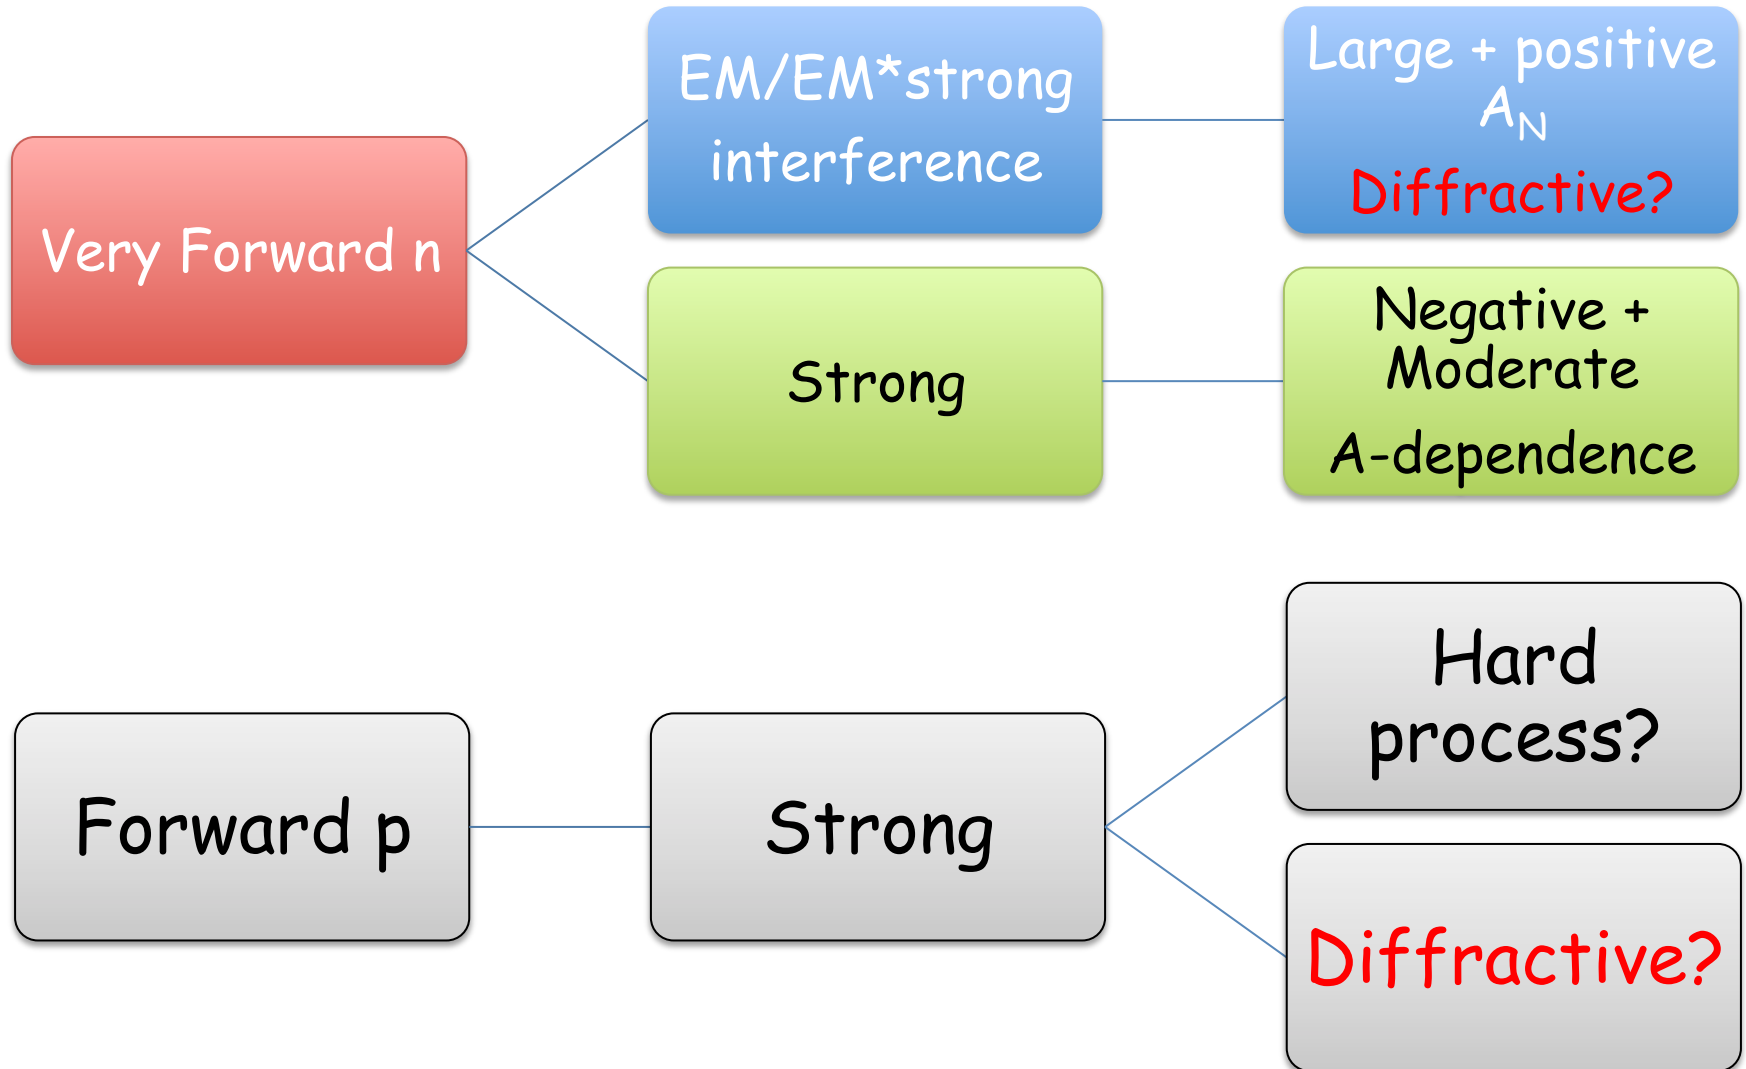 Very Forward n
EM/EM*strong
interference
Large + positive
AN
Diffractive?
Strong
Negative +
Moderate
A-dependence
Forward p
Strong
Hard
process?
Diffractive?